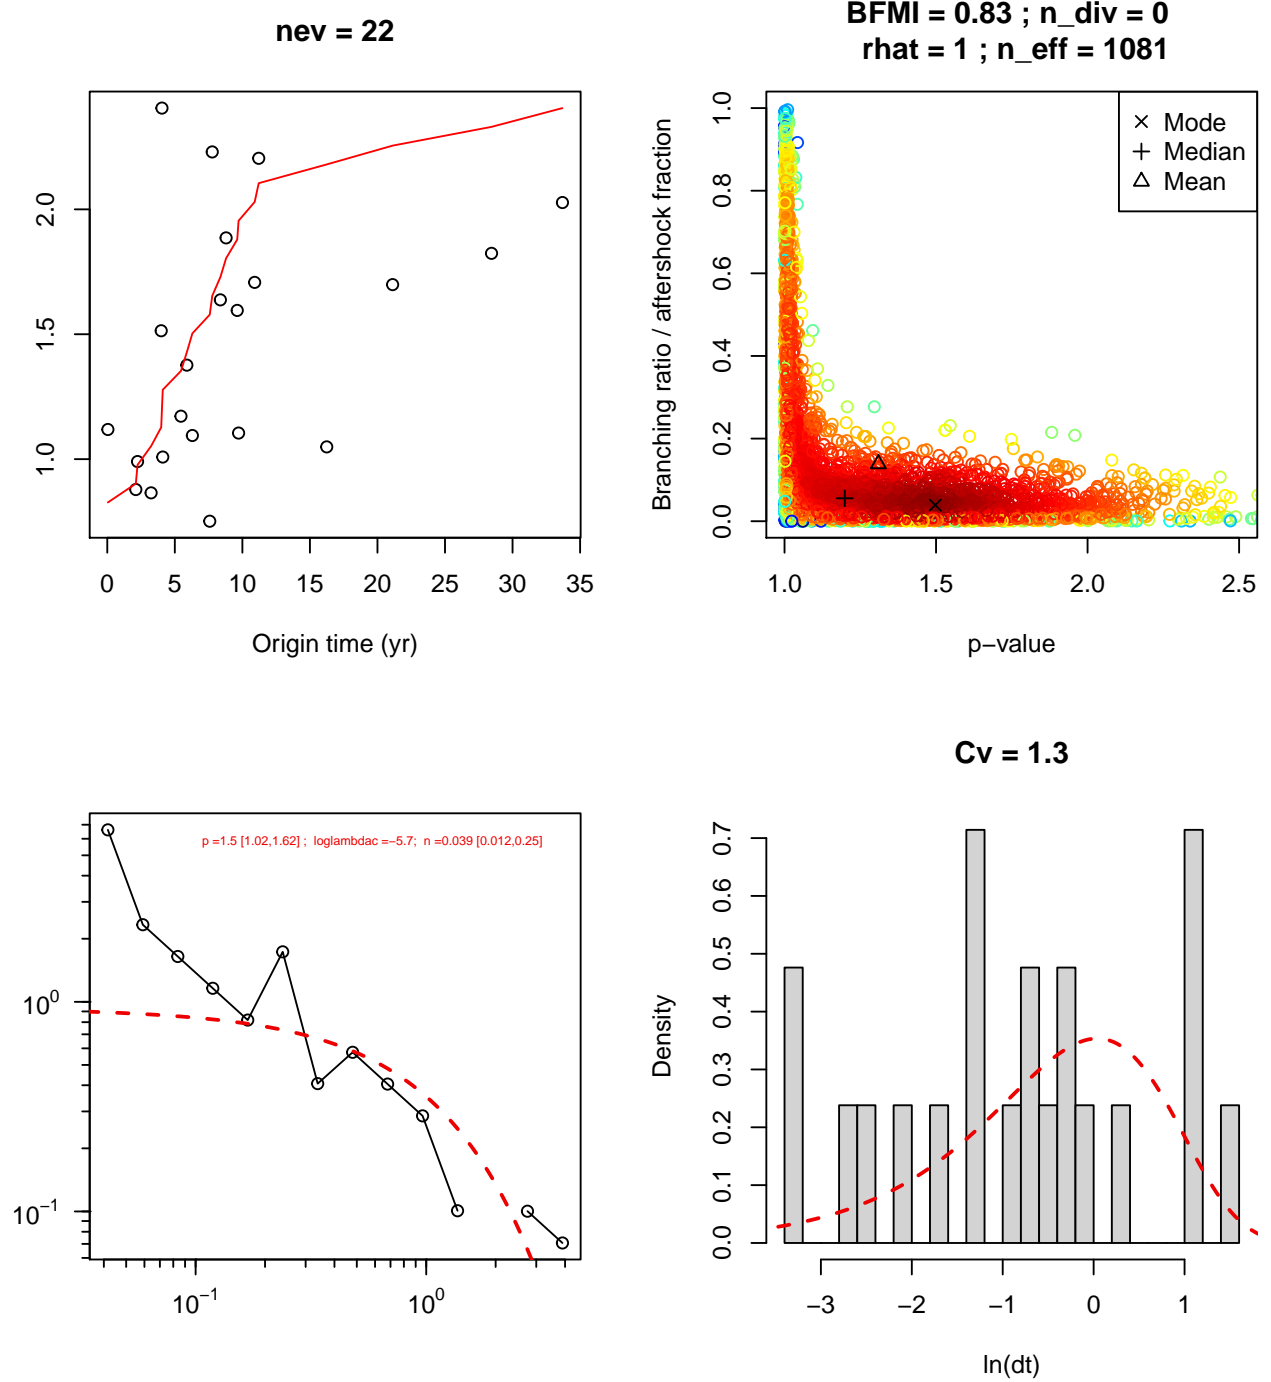 nev = 22
2.0
1.5
1.0
0 5 10 15 20 25 30 35
Origin time (yr)
BFMI = 0.83 ; n_div = 0
rhat = 1 ; n_eff = 1081
Branching ratio / aftershock fraction
1.0
0.8
0.6
0.4
0.2
0.0
Mode
Median
Mean
1.0 1.5 2.0 2.5
p−value
p =1.5 [1.02,1.62] ; loglambdac =−5.7; n =0.039 [0.012,0.25]
10⁰
10⁻¹
10⁻¹ 10⁰
Cv = 1.3
Density
0.7
0.6
0.5
0.4
0.3
0.2
0.1
0.0
−3 −2 −1 0 1
ln(dt)